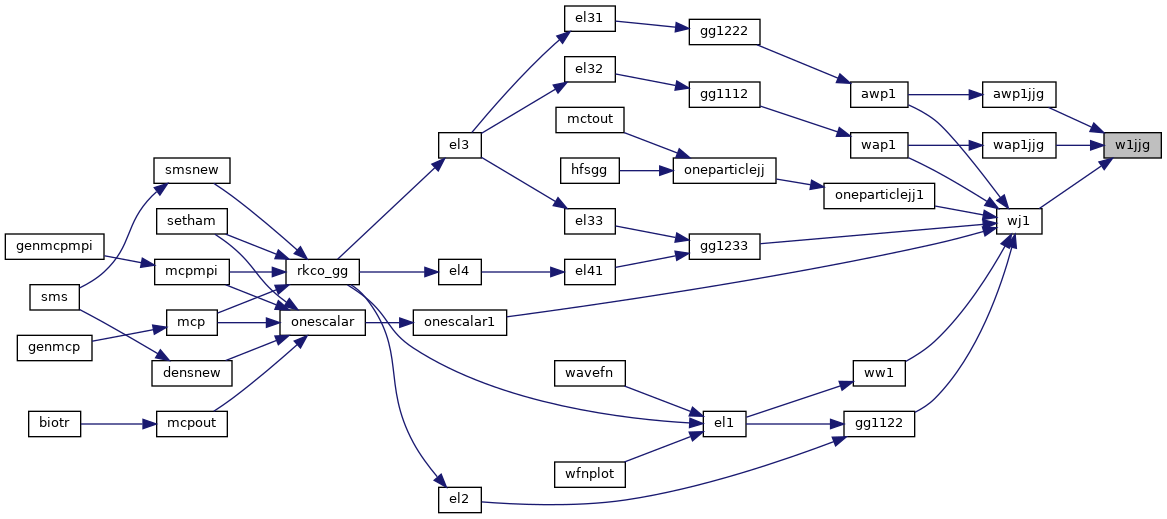 el31
gg1222
el32
gg1112
awp1
awp1jjg
mctout
el3
wap1
wap1jjg
w1jjg
smsnew
hfsgg
oneparticlejj
oneparticlejj1
setham
el33
wj1
genmcpmpi
gg1233
mcpmpi
rkco_gg
el4
el41
sms
mcp
onescalar
onescalar1
genmcp
densnew
wavefn
ww1
biotr
mcpout
el1
gg1122
wfnplot
el2